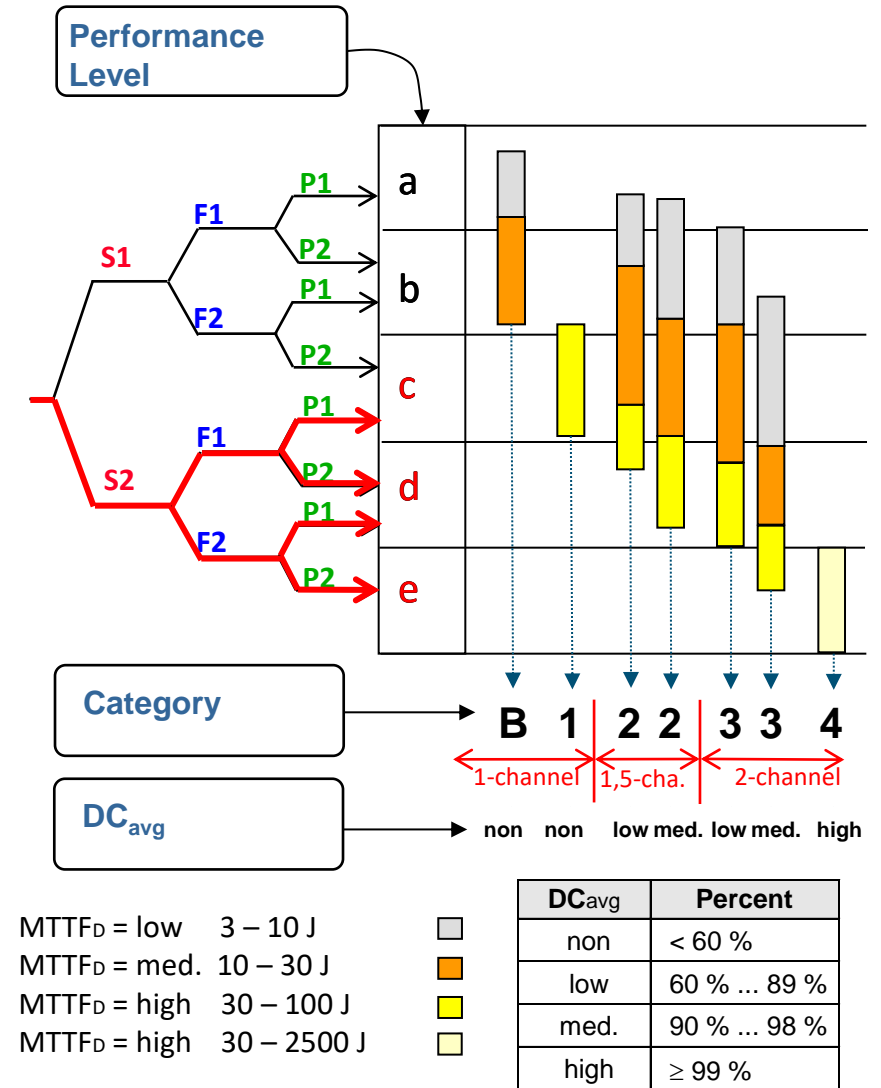 Performance
Level
a
b
c
d
e
S1
F1
P1
P2
F2
P1
P2
S2
F1
P1
P2
F2
P1
P2
Category
B 1 2 2 3 3 4
1-channel 1,5-cha. 2-channel
DCavg
non non low med. low med. high
MTTFD = low 3 – 10 J
MTTFD = med. 10 – 30 J
MTTFD = high 30 – 100 J
MTTFD = high 30 – 2500 J
DCavg Percent
non < 60 %
low 60 % ... 89 %
med. 90 % ... 98 %
high ≥ 99 %